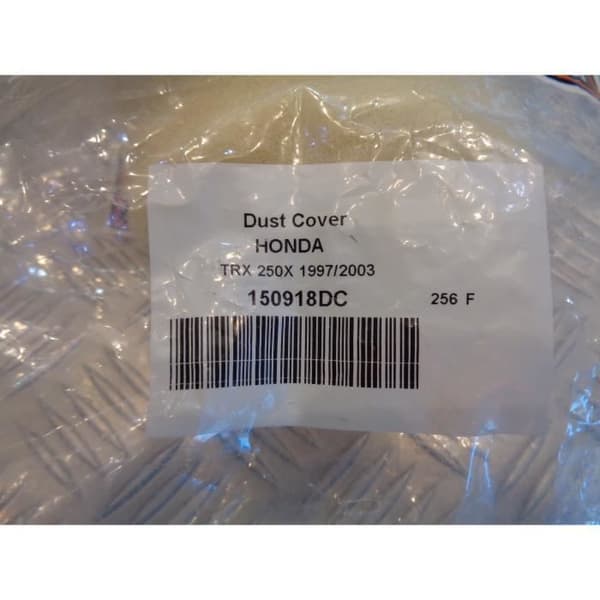 Dust Cover
HONDA
TRX 250X 1997/2003
150918DC 256 F